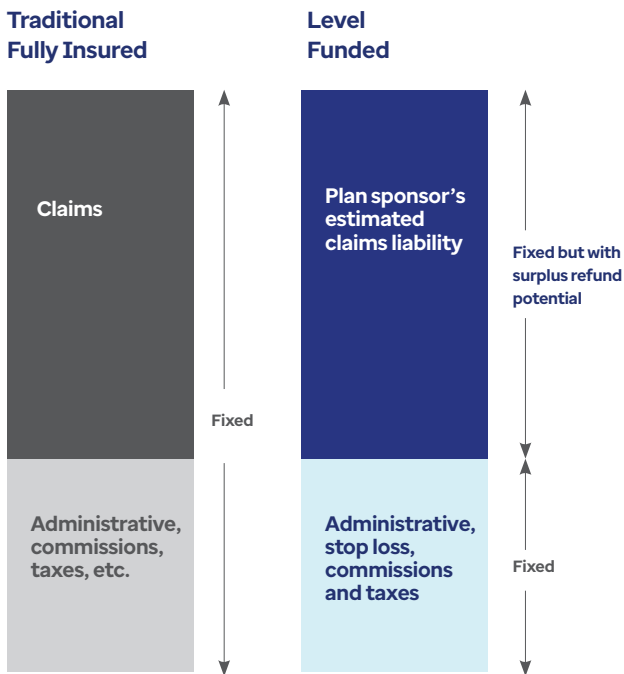 Traditional
Fully Insured
Level
Funded
Claims
Plan sponsor's
estimated
claims liability
Fixed but with
surplus refund
potential
Fixed
Administrative,
commissions,
taxes, etc.
Administrative,
stop loss,
commissions
and taxes
Fixed